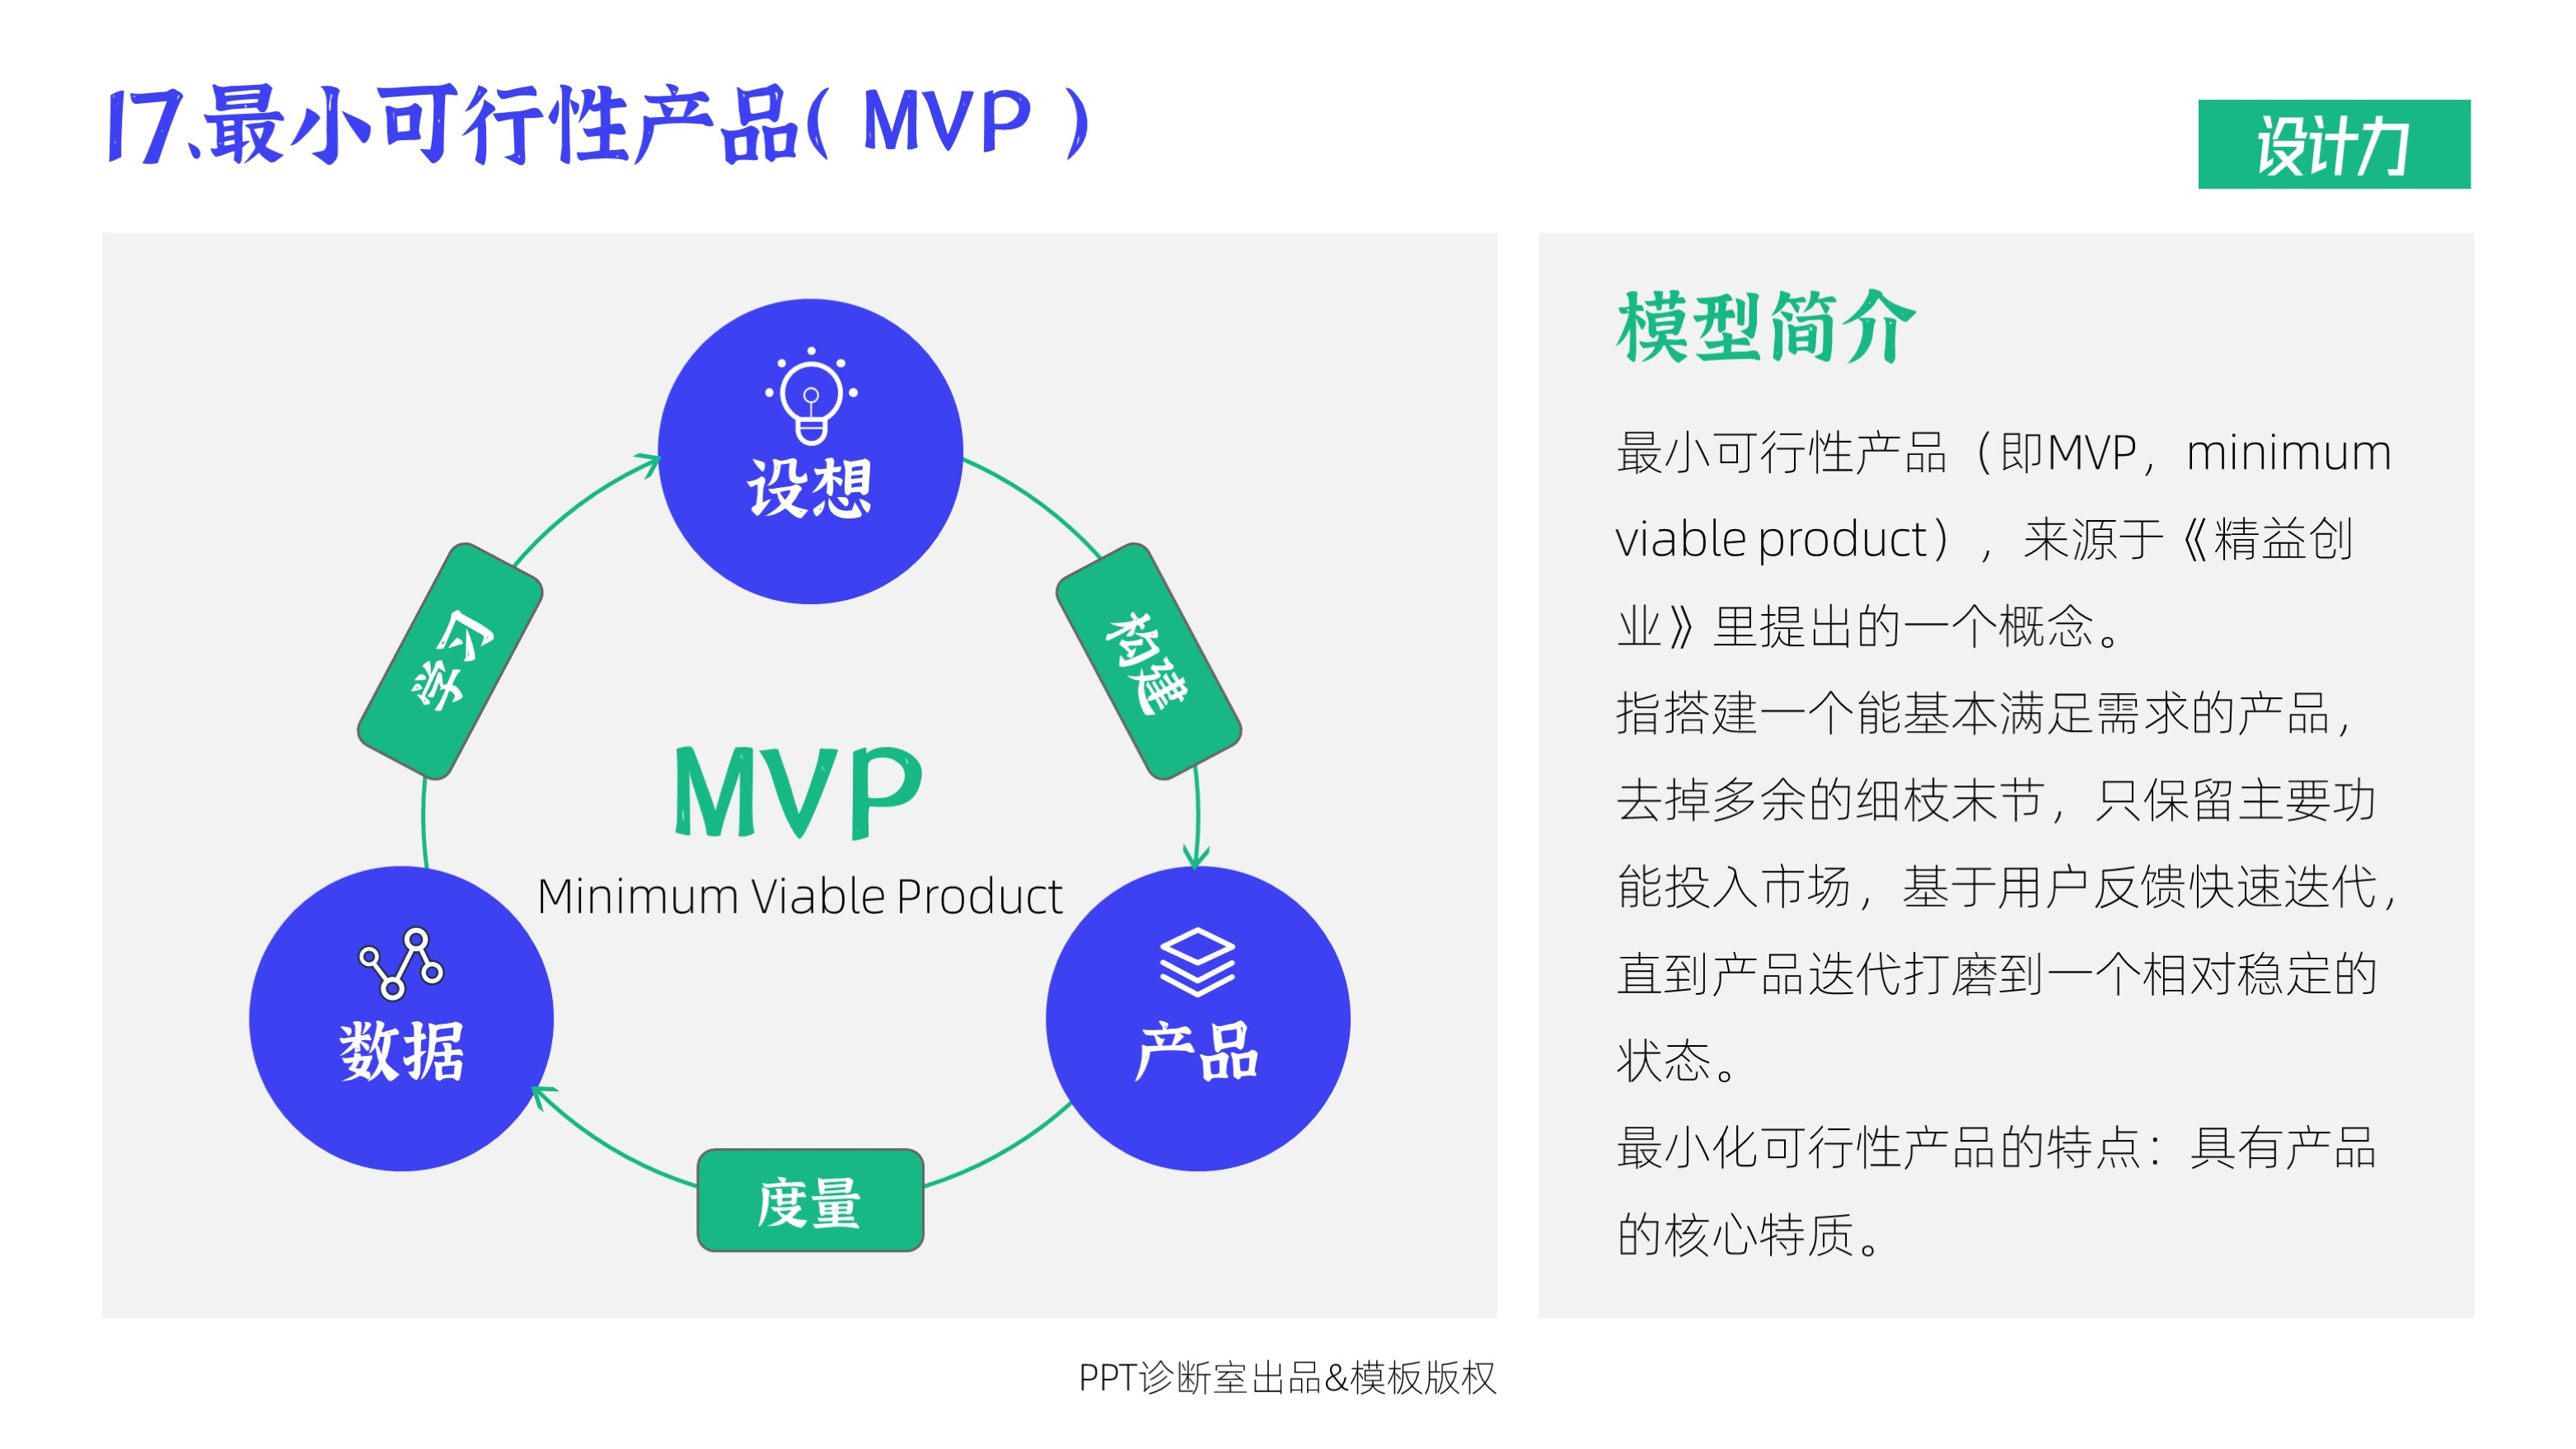 17.最小可行性产品( MVP )
设计力
设想
学习
构建
MVP
Minimum Viable Product
数据
产品
度量
模型简介
最小可行性产品（即MVP，minimum
viable product），来源于《精益创
业》里提出的一个概念。
指搭建一个能基本满足需求的产品，
去掉多余的细枝末节，只保留主要功
能投入市场，基于用户反馈快速迭代，
直到产品迭代打磨到一个相对稳定的
状态。
最小化可行性产品的特点：具有产品
的核心特质。
PPT诊断室出品&模板版权